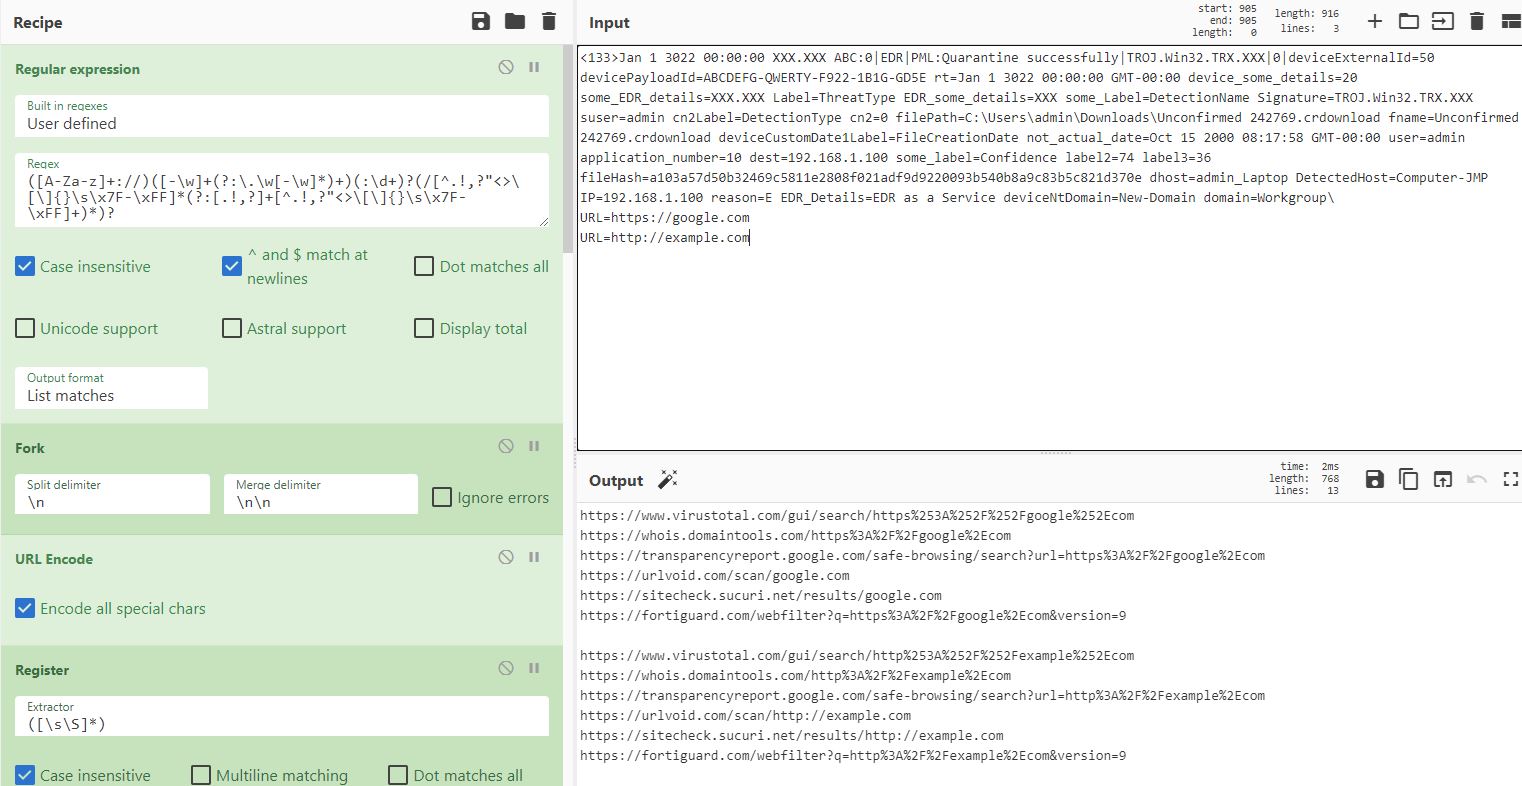 Recipe
Regular expression
Built in regexes
User defined
Regex
([A-Za-z]+://)([-\w]+(?:\.\w[-\w]*)+)(:\d+)?(/[^.!,?"<>\
[\]{}\s\x7F-\xFF]*(?:[.!,?]+[^.!,?"<>\[\]{}\s\x7F-
\xFF]+)*)?
Case insensitive
^ and $ match at
newlines
Dot matches all
Unicode support
Astral support
Display total
Output format
List matches
Fork
Split delimiter
\n
Merge delimiter
\n\n
Ignore errors
URL Encode
Encode all special chars
Register
Extractor
([\s\S]*)
Case insensitive
Multiline matching
Dot matches all
Input
start: 905
end: 905
length: 0
length: 916
lines: 3
<133>Jan 1 3022 00:00:00 XXX.XXX ABC:0|EDR|PML:Quarantine successfully|TROJ.Win32.TRX.XXX|0|deviceExternalId=50
devicePayloadId=ABCDEFG-QWERTY-F922-1B1G-GD5E rt=Jan 1 3022 00:00:00 GMT-00:00 device_some_details=20
some_EDR_details=XXX.XXX Label=ThreatType EDR_some_details=XXX some_Label=DetectionName Signature=TROJ.Win32.TRX.XXX
suser=admin cn2Label=DetectionType cn2=0 filePath=C:\Users\admin\Downloads\Unconfirmed 242769.crdownload fname=Unconfirmed
242769.crdownload deviceCustomDate1Label=FileCreationDate not_actual_date=Oct 15 2000 08:17:58 GMT-00:00 user=admin
application_number=10 dest=192.168.1.100 some_label=Confidence label2=74 label3=36
fileHash=a103a57d50b32469c5811e2808f021adf9d9220093b540b8a9c83b5c821d370e dhost=admin_Laptop DetectedHost=Computer-JMP
IP=192.168.1.100 reason=E EDR_Details=EDR as a Service deviceNtDomain=New-Domain domain=Workgroup\
URL=https://google.com
URL=http://example.com
Output
time: 2ms
length: 768
lines: 13
https://www.virustotal.com/gui/search/https%253A%252F%252Fgoogle%252Ecom
https://whois.domaintools.com/https%3A%2F%2Fgoogle%2Ecom
https://transparencyreport.google.com/safe-browsing/search?url=https%3A%2F%2Fgoogle%2Ecom
https://urlvoid.com/scan/google.com
https://sitecheck.sucuri.net/results/google.com
https://fortiguard.com/webfilter?q=https%3A%2F%2Fgoogle%2Ecom&version=9
https://www.virustotal.com/gui/search/http%253A%252F%252Fexample%252Ecom
https://whois.domaintools.com/http%3A%2F%2Fexample%2Ecom
https://transparencyreport.google.com/safe-browsing/search?url=http%3A%2F%2Fexample%2Ecom
https://urlvoid.com/scan/http://example.com
https://sitecheck.sucuri.net/results/http://example.com
https://fortiguard.com/webfilter?q=http%3A%2F%2Fexample%2Ecom&version=9